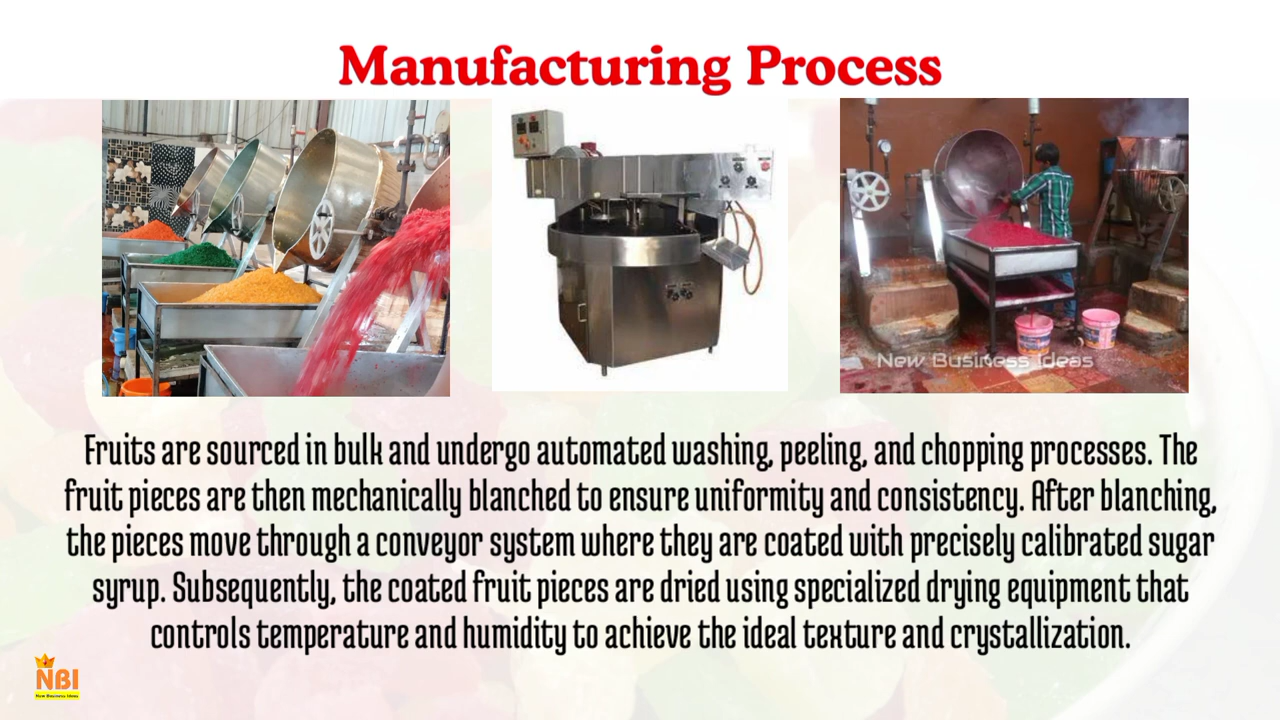 Manufacturing Process
New Business Ideas
Fruits are sourced in bulk and undergo automated washing, peeling, and chopping processes. The
fruit pieces are then mechanically blanched to ensure uniformity and consistency. After blanching,
the pieces move through a conveyor system where they are coated with precisely calibrated sugar
syrup. Subsequently, the coated fruit pieces are dried using specialized drying equipment that
controls temperature and humidity to achieve the ideal texture and crystallization.
NBI
New Business Ideas